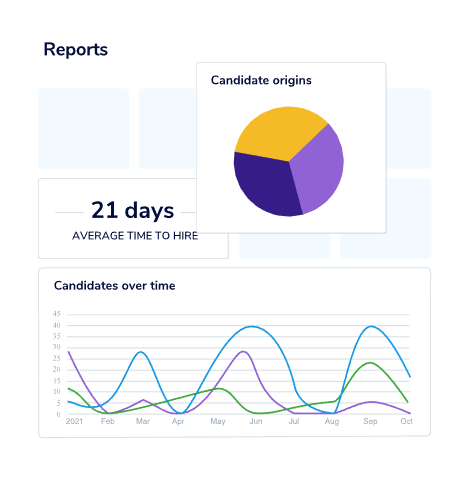 Reports
Candidate origins
21 days
AVERAGE TIME TO HIRE
Candidates over time
45
40
35
30
25
20
15
10
5
0
2021 Feb Mar Apr May Jun Jul Aug Sep Oct